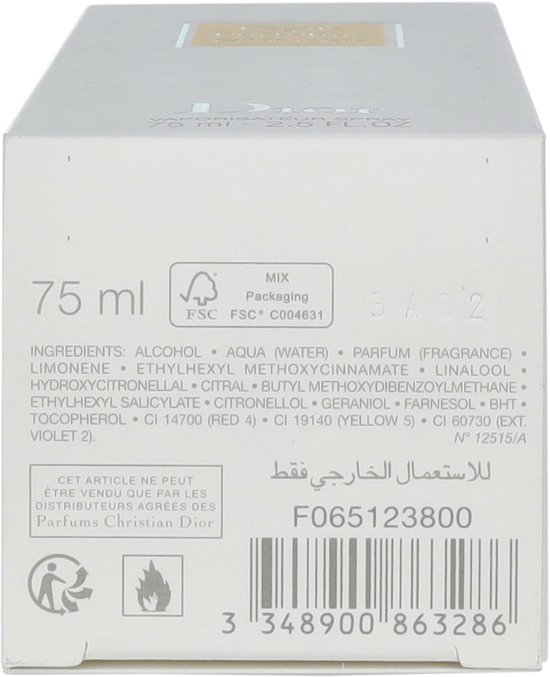 Dior
VAPORISATEUR SPRAY
75 ml - 2.5 FL.OZ
75 ml
FSC
MIX
Packaging
FSC® C004631
INGREDIENTS: ALCOHOL • AQUA (WATER) • PARFUM (FRAGRANCE) •
LIMONENE • ETHYLHEXYL METHOXYCINNAMATE • LINALOOL •
HYDROXYCITRONELLAL • CITRAL • BUTYL METHOXYDIBENZOYLMETHANE •
ETHYLHEXYL SALICYLATE • CITRONELLOL • GERANIOL • FARNESOL • BHT •
TOCOPHEROL • CI 14700 (RED 4) • CI 19140 (YELLOW 5) • CI 60730 (EXT.
VIOLET 2).
N° 12515/A
CET ARTICLE NE PEUT
ÊTRE VENDU QUE PAR LES
DISTRIBUTEURS AGRÉÉS DES
Parfums Christian Dior
للاستعمال الخارجي فقط
F065123800
3 348900 863286